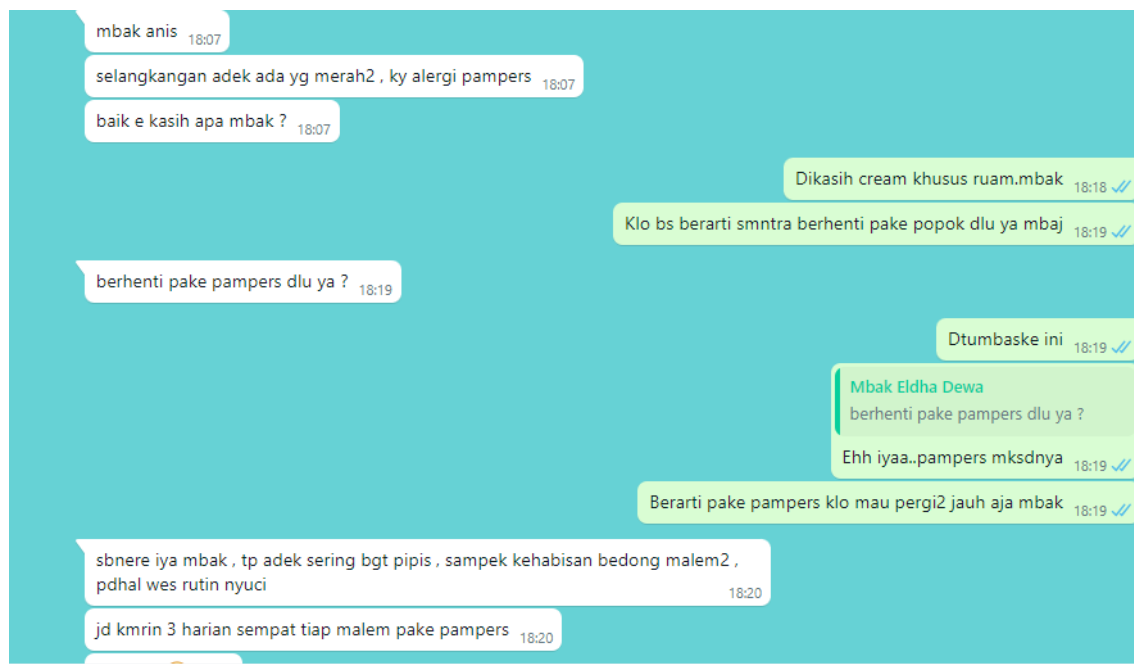 mbak anis 18:07
selangkangan adek ada yg merah2 , ky alergi pampers 18:07
baik e kasih apa mbak ? 18:07
Dikasih cream khusus ruam.mbak 18:18
Klo bs berarti smntra berhenti pake popok dlu ya mbaj 18:19
berhenti pake pampers dlu ya ? 18:19
Dtumbaske ini 18:19
Mbak Eldha Dewa
berhenti pake pampers dlu ya ?
Ehh iyaa..pampers mksdnya 18:19
Berarti pake pampers klo mau pergi2 jauh aja mbak 18:19
sbnere iya mbak , tp adek sering bgt pipis , sampek kehabisan bedong malem2 ,
pdhal wes rutin nyuci 18:20
jd kmrin 3 harian sempat tiap malem pake pampers 18:20